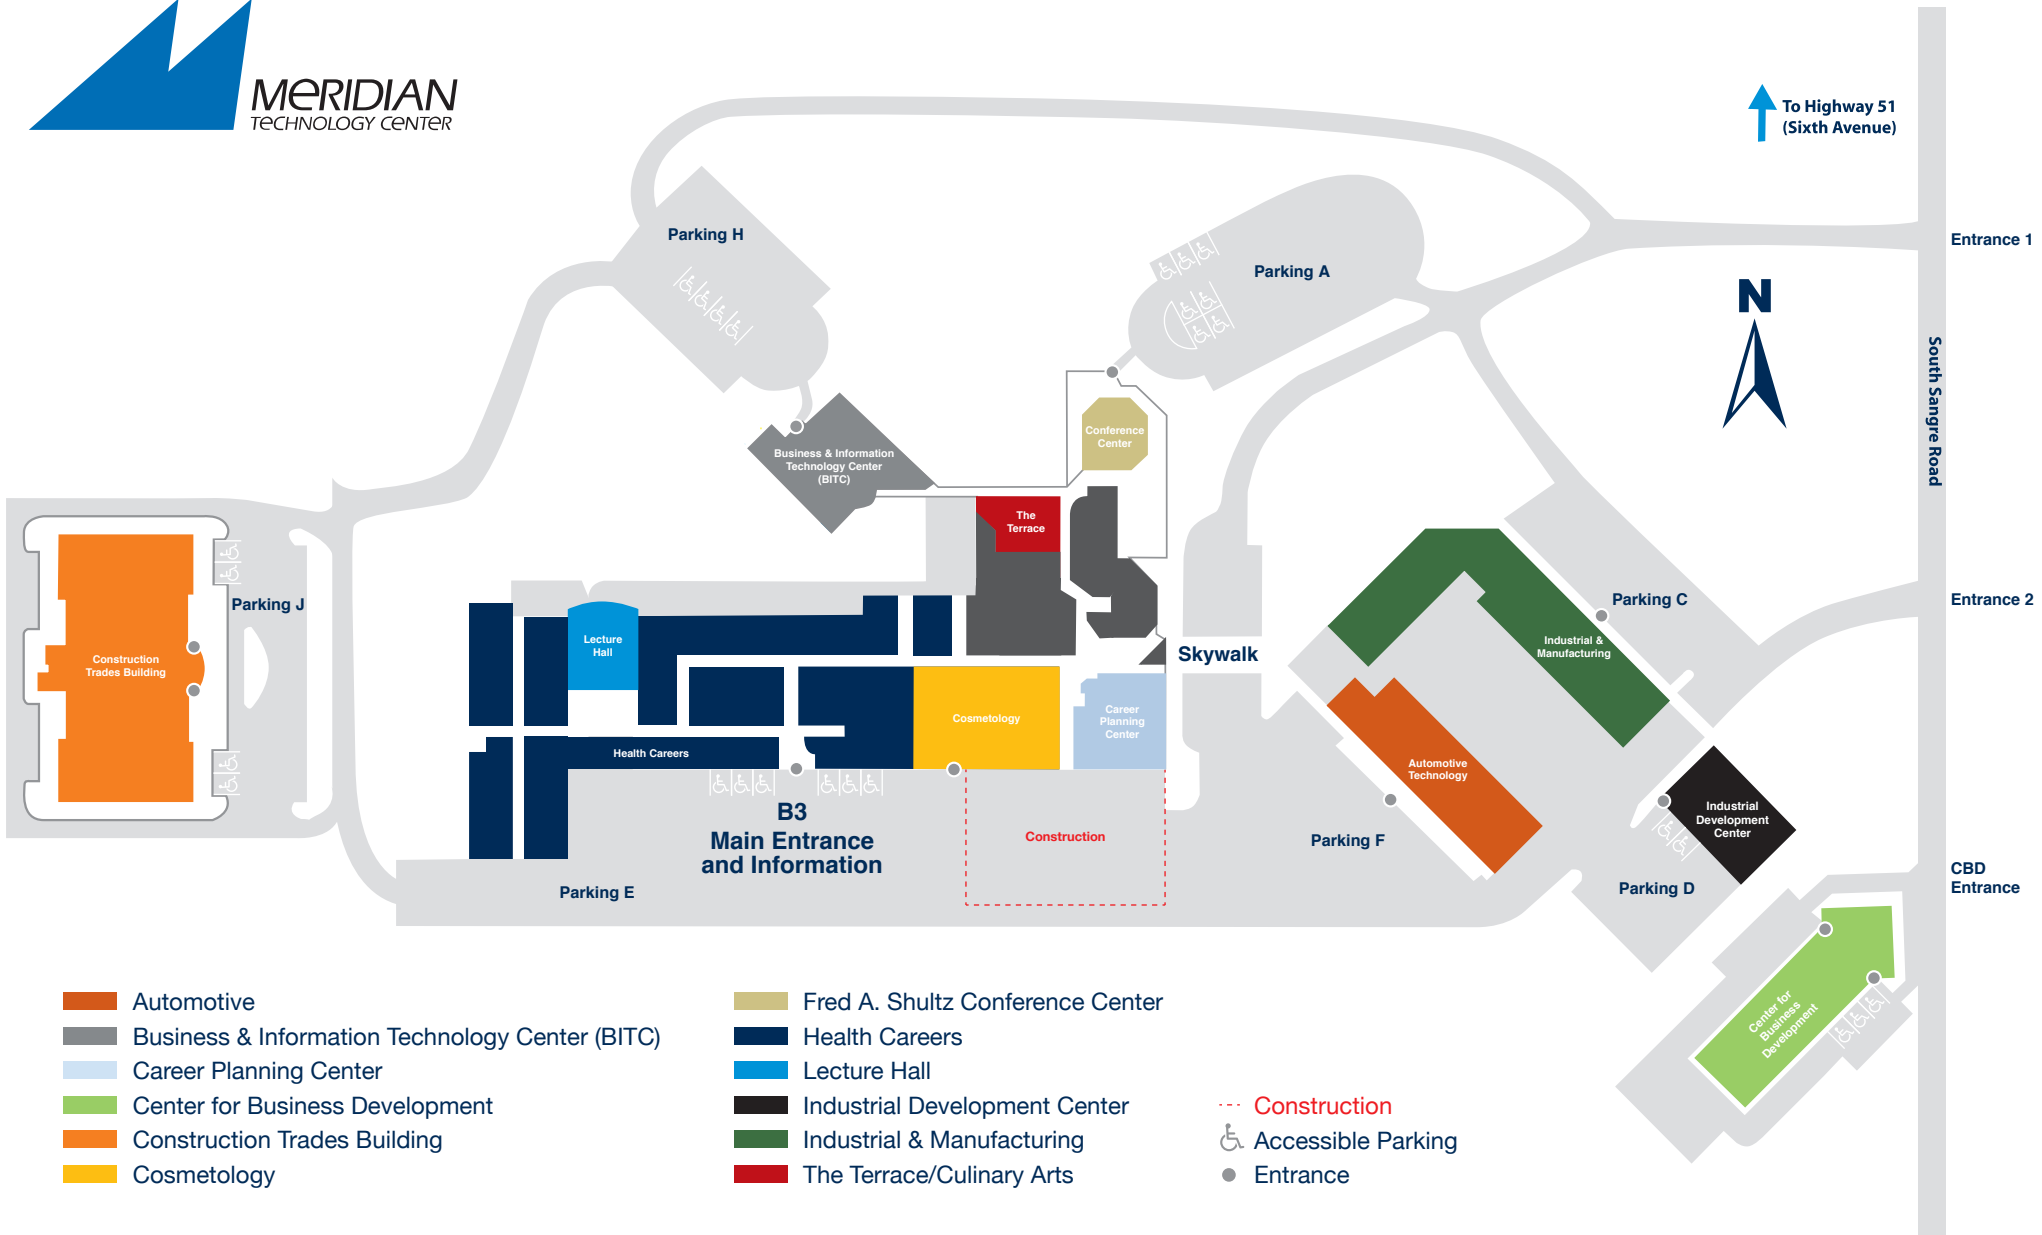 MERIDIAN
TECHNOLOGY CENTER
To Highway 51
(Sixth Avenue)
Parking H
Parking A
Entrance 1
N
South Sangre Road
Conference
Center
Business & Information
Technology Center
(BITC)
The
Terrace
Parking J
Parking C
Entrance 2
Lecture
Hall
Industrial &
Manufacturing
Skywalk
Construction
Trades Building
Cosmetology
Career
Planning
Center
Health Careers
Automotive
Technology
B3
Main Entrance
and Information
Construction
Parking F
Industrial
Development
Center
Parking E
Parking D
CBD
Entrance
Center for
Business
Development
Automotive
Business & Information Technology Center (BITC)
Career Planning Center
Center for Business Development
Construction Trades Building
Cosmetology
Fred A. Shultz Conference Center
Health Careers
Lecture Hall
Industrial Development Center
Industrial & Manufacturing
The Terrace/Culinary Arts
Construction
Accessible Parking
Entrance